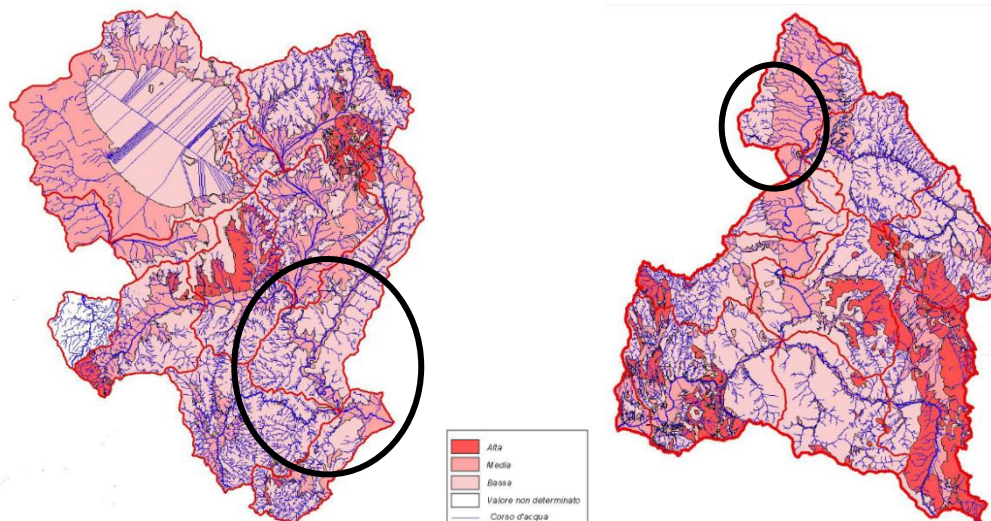 Alta
Media
Bassa
Valore non determinato
Corso d'acqua